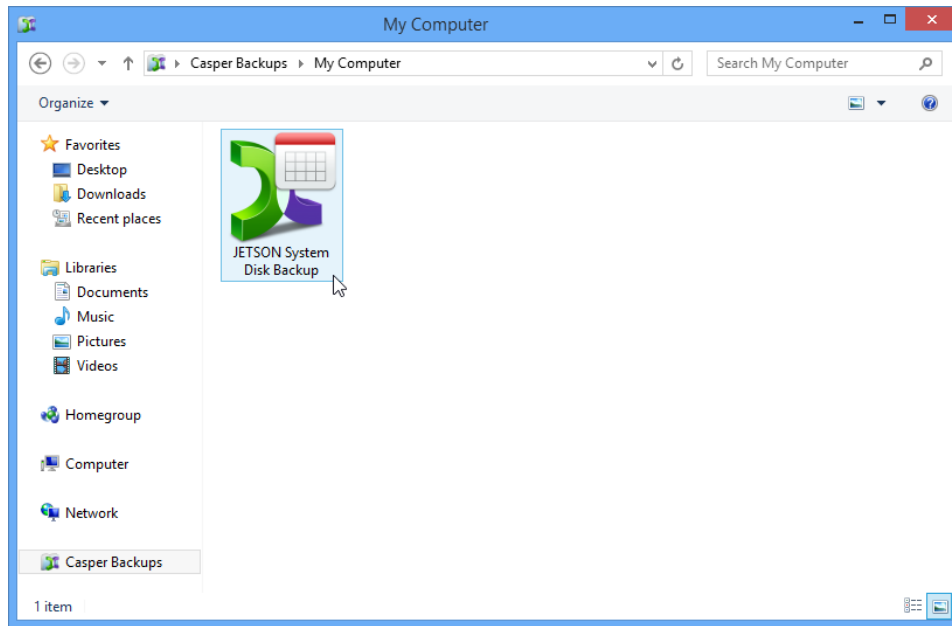 My Computer
Casper Backups My Computer
Search My Computer
Organize
Favorites
Desktop
Downloads
Recent places
Libraries
Documents
Music
Pictures
Videos
Homegroup
Computer
Network
Casper Backups
JETSON System
Disk Backup
1 item